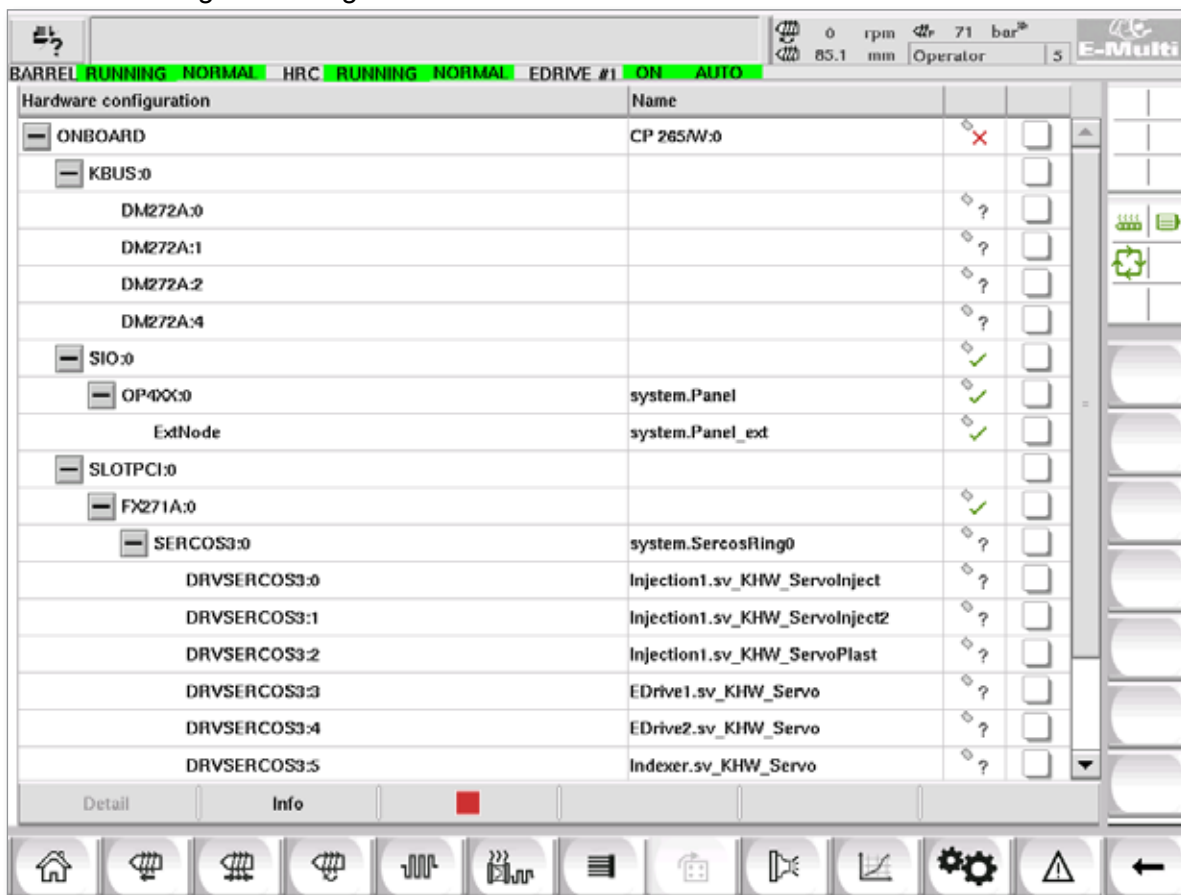 0 rpm 71 bar
85.1 mm Operator 5 E-Multi
BARREL RUNNING NORMAL HRC RUNNING NORMAL EDRIVE #1 ON AUTO
Hardware configuration Name
ONBOARD CP 265/W:0
KBUS:0
DM272A:0 ?
DM272A:1 ?
DM272A:2 ?
DM272A:4 ?
SIO:0
OP4XX:0 system.Panel
ExtNode system.Panel_ext
SLOTPCI:0
FX271A:0
SERCOS3:0 system.SercosRing0 ?
DRVSERCOS3:0 Injection1.sv_KHW_ServoInject ?
DRVSERCOS3:1 Injection1.sv_KHW_ServoInject2 ?
DRVSERCOS3:2 Injection1.sv_KHW_ServoPlast ?
DRVSERCOS3:3 EDrive1.sv_KHW_Servo ?
DRVSERCOS3:4 EDrive2.sv_KHW_Servo ?
DRVSERCOS3:5 Indexer.sv_KHW_Servo ?
Detail Info